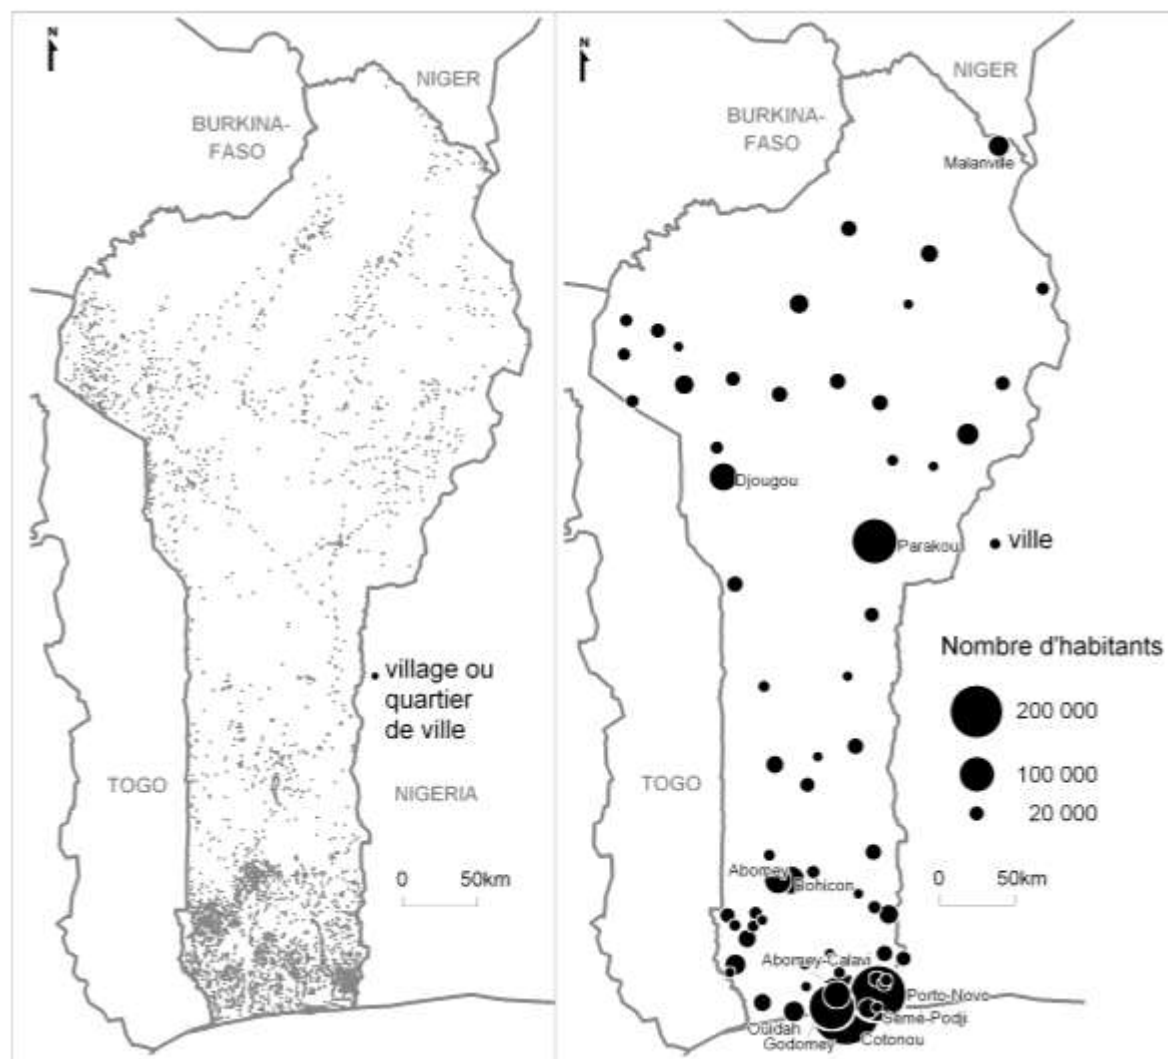 N
NIGER
BURKINA-
FASO
village ou
quartier
de ville
TOGO
NIGERIA
0 50km
N
NIGER
BURKINA-
FASO
Malanville
Djougou
Parakou
ville
Nombre d'habitants
200 000
100 000
20 000
TOGO
0 50km
Abomey
Bohicon
Abomey-Calavi
Porto-Novo
Sèmè-Podji
Ouidah
Godomey
Cotonou